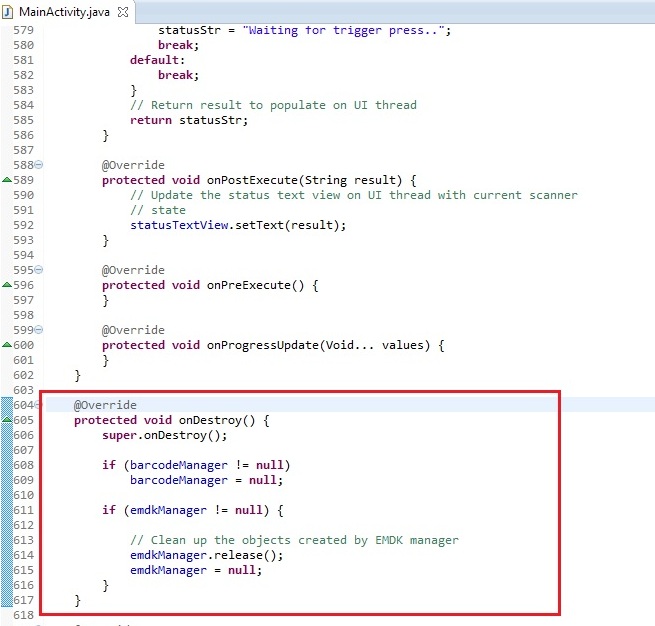 MainActivity.java
579 statusStr = "Waiting for trigger press..";
580 break;
581 default:
582 break;
583 }
584 // Return result to populate on UI thread
585 return statusStr;
586 }
587
588 @Override
589 protected void onPostExecute(String result) {
590 // Update the status text view on UI thread with current scanner
591 // state
592 statusTextView.setText(result);
593 }
594
595 @Override
596 protected void onPreExecute() {
597 }
598
599 @Override
600 protected void onProgressUpdate(Void... values) {
601 }
602 }
603
604 @Override
605 protected void onDestroy() {
606 super.onDestroy();
607
608 if (barcodeManager != null)
609 barcodeManager = null;
610
611 if (emdkManager != null) {
612
613 // Clean up the objects created by EMDK manager
614 emdkManager.release();
615 emdkManager = null;
616 }
617 }
618